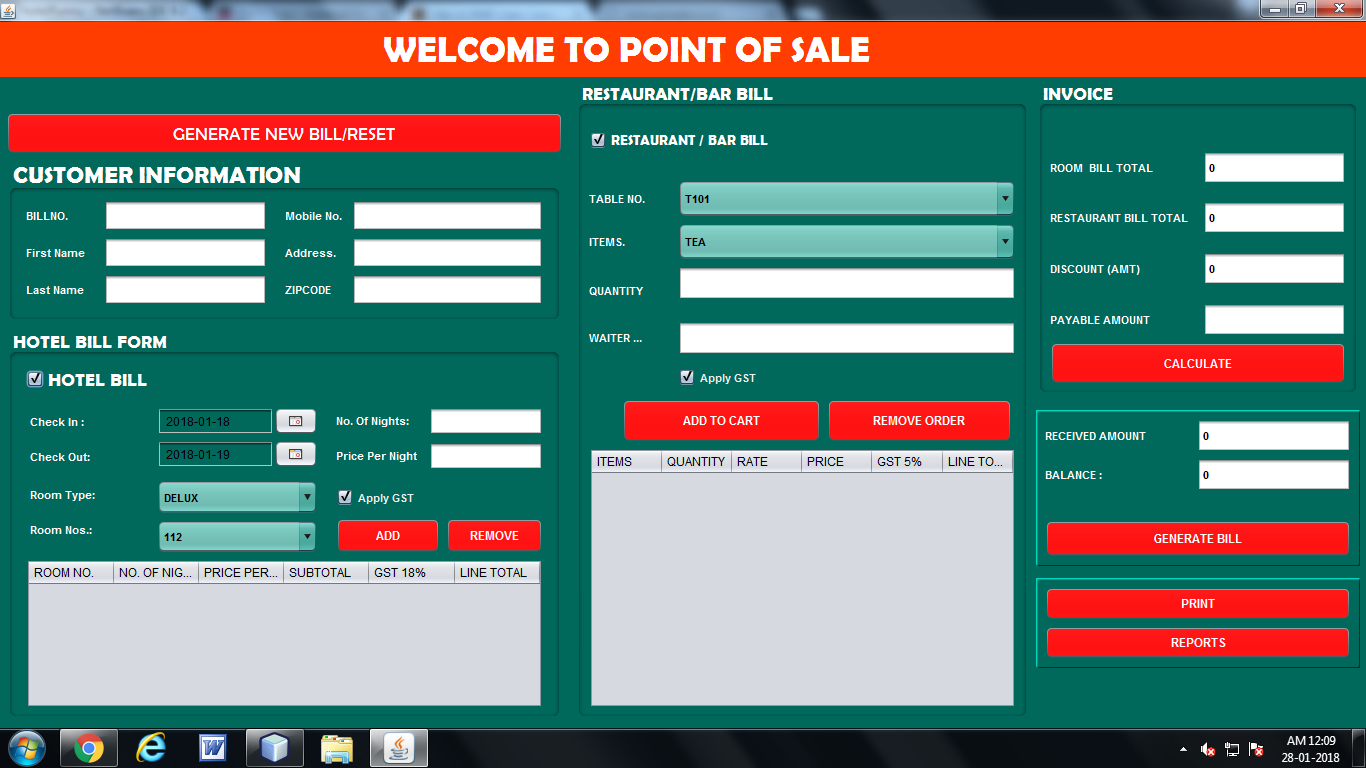 WELCOME TO POINT OF SALE
GENERATE NEW BILL/RESET
CUSTOMER INFORMATION
BILLNO.
Mobile No.
First Name
Address.
Last Name
ZIPCODE
HOTEL BILL FORM
HOTEL BILL
Check In :
2018-01-18
No. Of Nights:
Check Out:
2018-01-19
Price Per Night
Room Type:
DELUX
Apply GST
Room Nos.:
112
ADD
REMOVE
ROOM NO. NO. OF NIG... PRICE PER... SUBTOTAL GST 18% LINE TOTAL
RESTAURANT/BAR BILL
RESTAURANT / BAR BILL
TABLE NO.
T101
ITEMS.
TEA
QUANTITY
WAITER ...
Apply GST
ADD TO CART
REMOVE ORDER
ITEMS QUANTITY RATE PRICE GST 5% LINE TO...
INVOICE
ROOM BILL TOTAL
0
RESTAURANT BILL TOTAL
0
DISCOUNT (AMT)
0
PAYABLE AMOUNT
CALCULATE
RECEIVED AMOUNT
0
BALANCE :
0
GENERATE BILL
PRINT
REPORTS
AM 12:09
28-01-2018